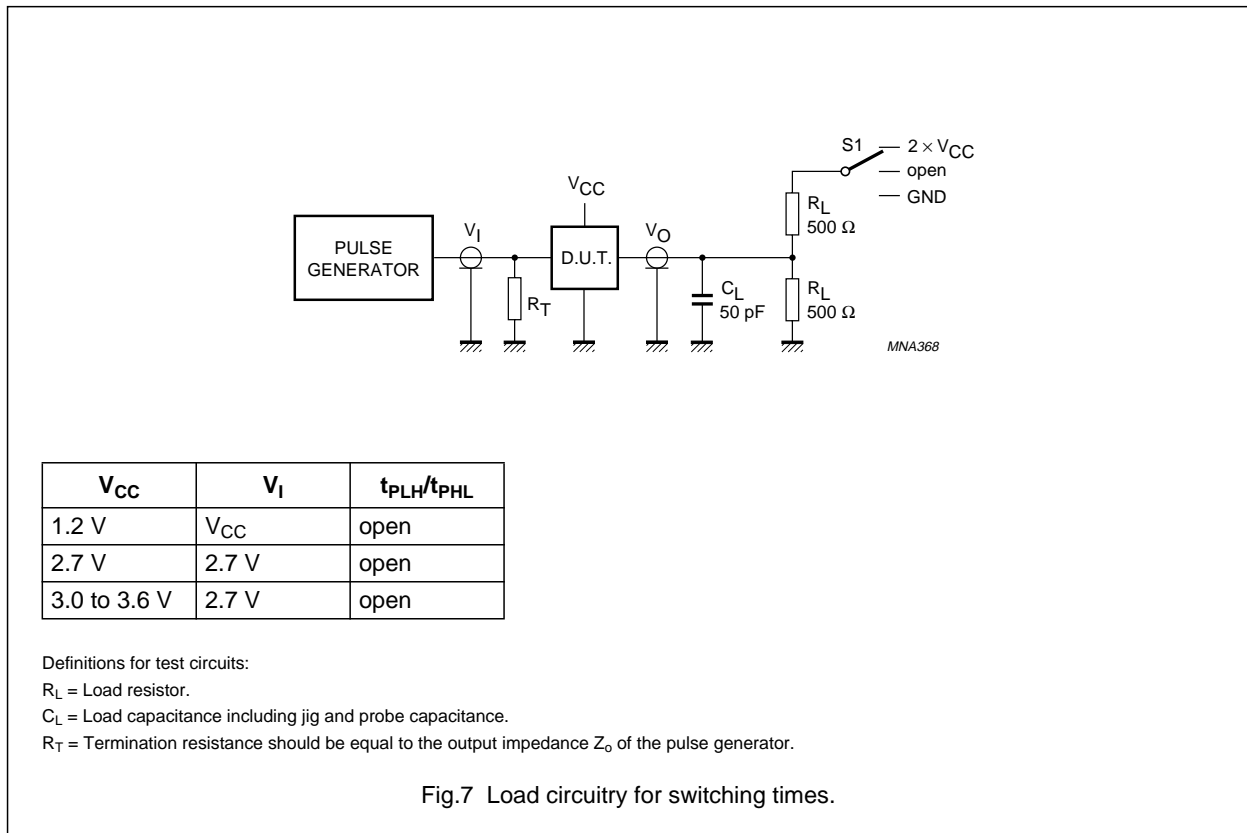 S1
2 × VCC
open
GND
VCC
RL
500 Ω
PULSE
GENERATOR
VI
D.U.T.
VO
RT
CL
50 pF
RL
500 Ω
MNA368
VCC VI tPLH/tPHL
1.2 V VCC open
2.7 V 2.7 V open
3.0 to 3.6 V 2.7 V open
Definitions for test circuits:
RL = Load resistor.
CL = Load capacitance including jig and probe capacitance.
RT = Termination resistance should be equal to the output impedance Zo of the pulse generator.
Fig.7 Load circuitry for switching times.